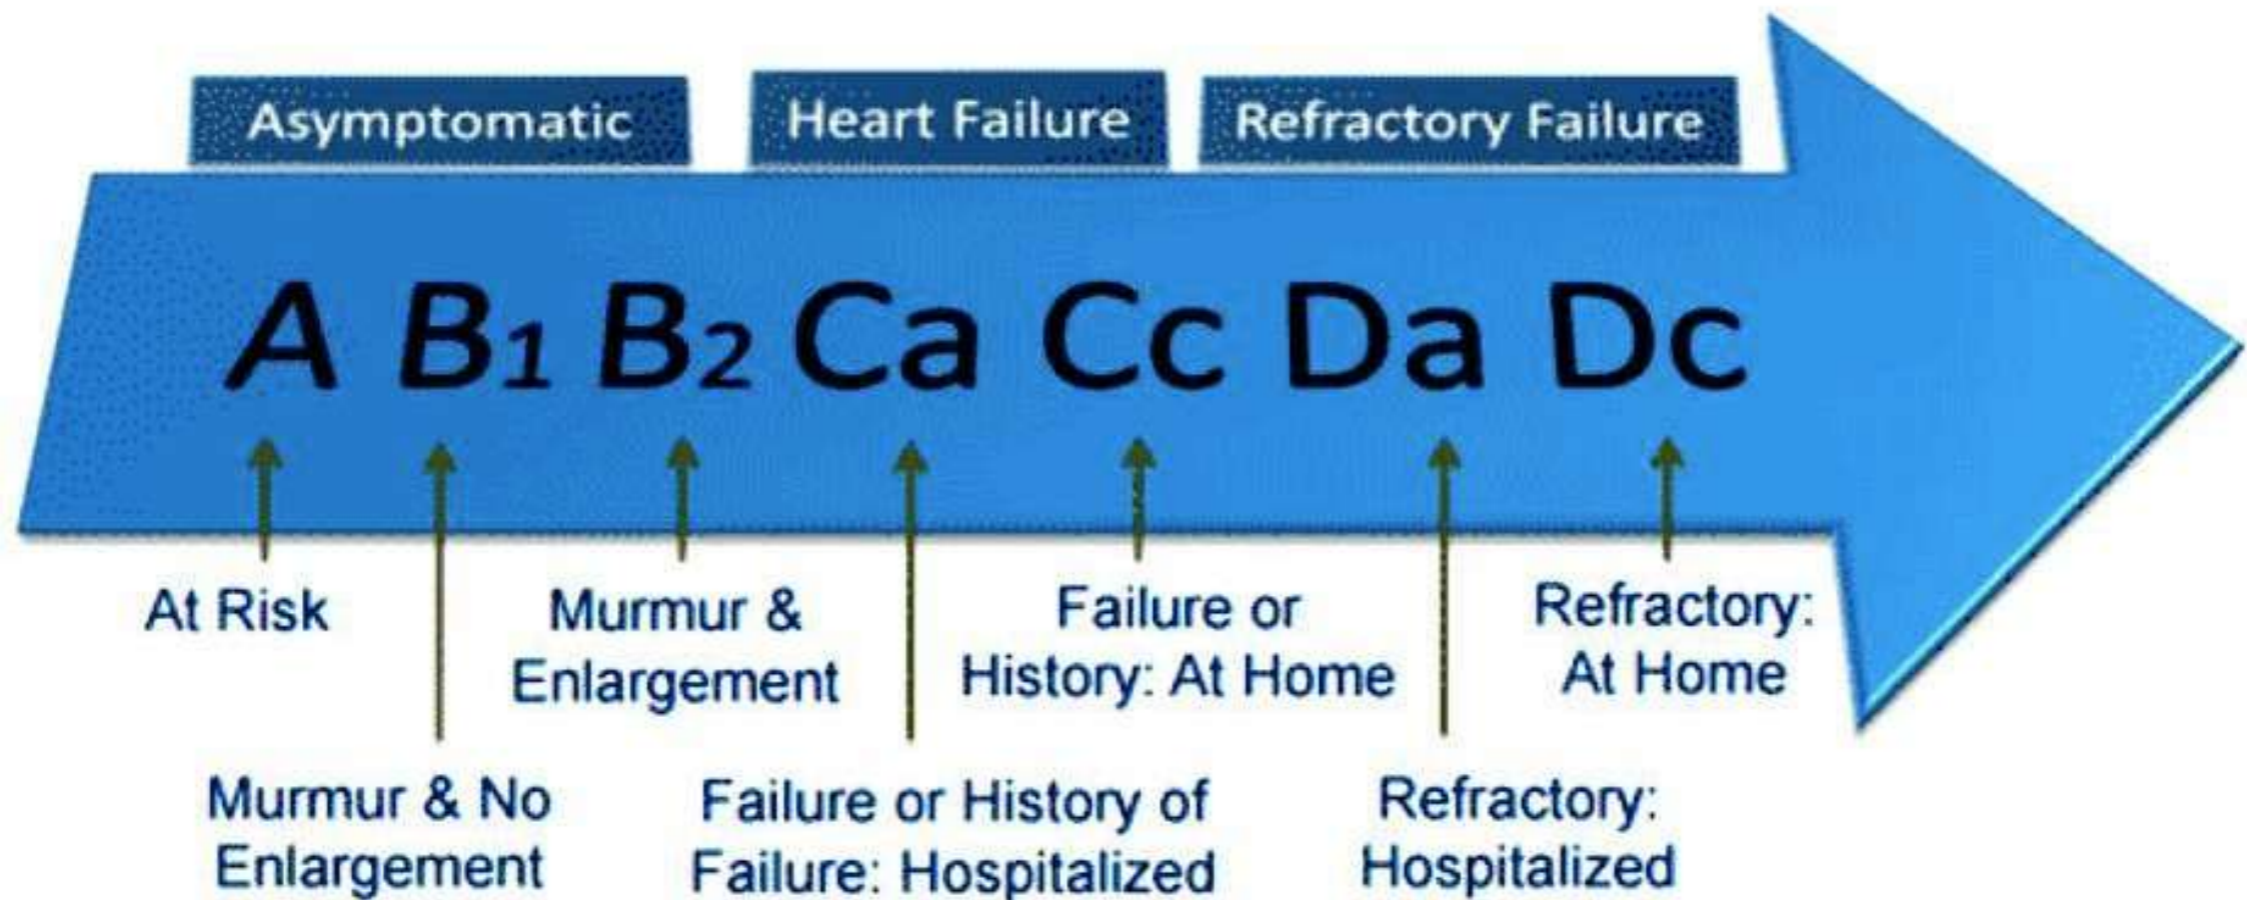 Asymptomatic
Heart Failure
Refractory Failure
A B1 B2 Ca Cc Da Dc
At Risk
Murmur &
Enlargement
Failure or
History: At Home
Refractory:
At Home
Murmur & No
Enlargement
Failure or History of
Failure: Hospitalized
Refractory:
Hospitalized